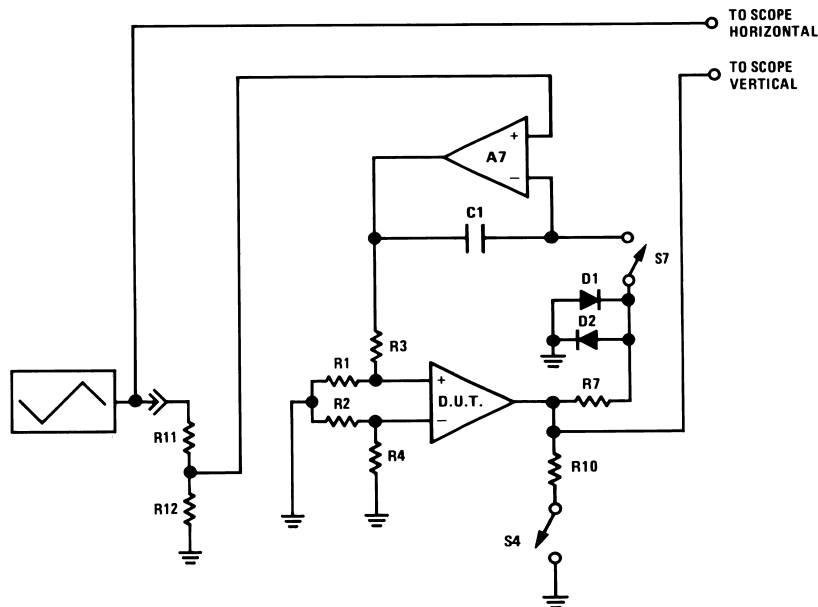 TO SCOPE
HORIZONTAL
TO SCOPE
VERTICAL
+
A7
−
C1
S7
D1
D2
R3
R1
+
R7
R2
D.U.T.
−
R11
R4
R10
R12
S4